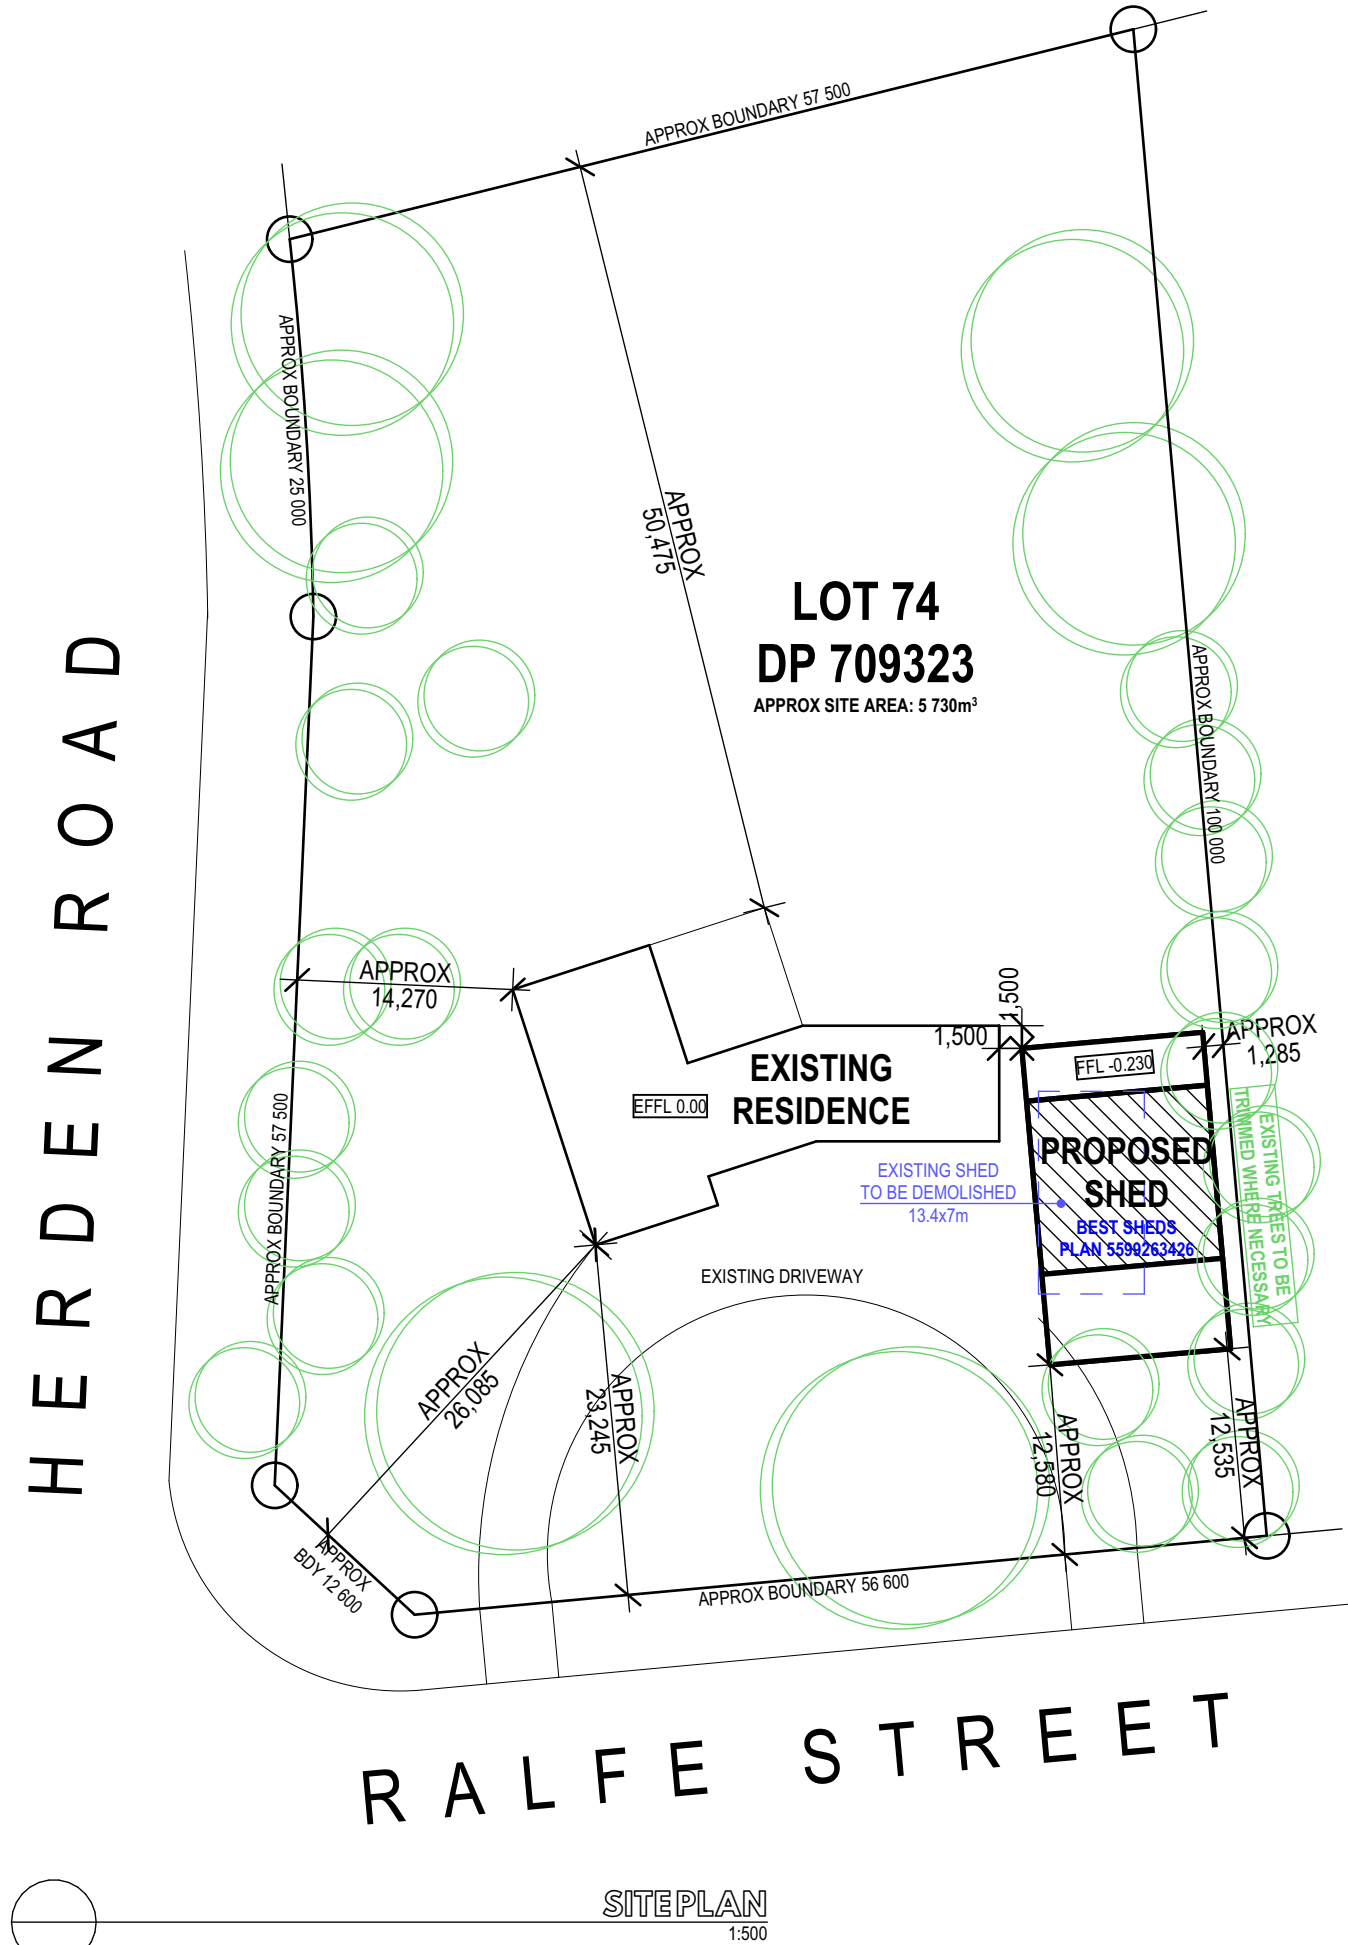 APPROX BOUNDARY 57 500
APPROX BOUNDARY 25 000
APPROX
50,475
LOT 74
DP 709323
APPROX SITE AREA: 5 730m³
APPROX BOUNDARY 100 000
HERDEN ROAD
APPROX
14,270
1,500
1,500
APPROX
1,285
FFL -0.230
EXISTING
RESIDENCE
EFFL 0.00
APPROX BOUNDARY 57 500
EXISTING SHED
TO BE DEMOLISHED
13.4x7m
PROPOSED
SHED
BEST SHEDS
PLAN 5599263426
EXISTING TREES TO BE
TRIMMED WHERE NECESSARY
EXISTING DRIVEWAY
APPROX
26,085
APPROX
23,245
APPROX
12,580
APPROX
12,535
APPROX
BDY 12 600
APPROX BOUNDARY 56 600
RALFE STREET
SITE PLAN
1:500